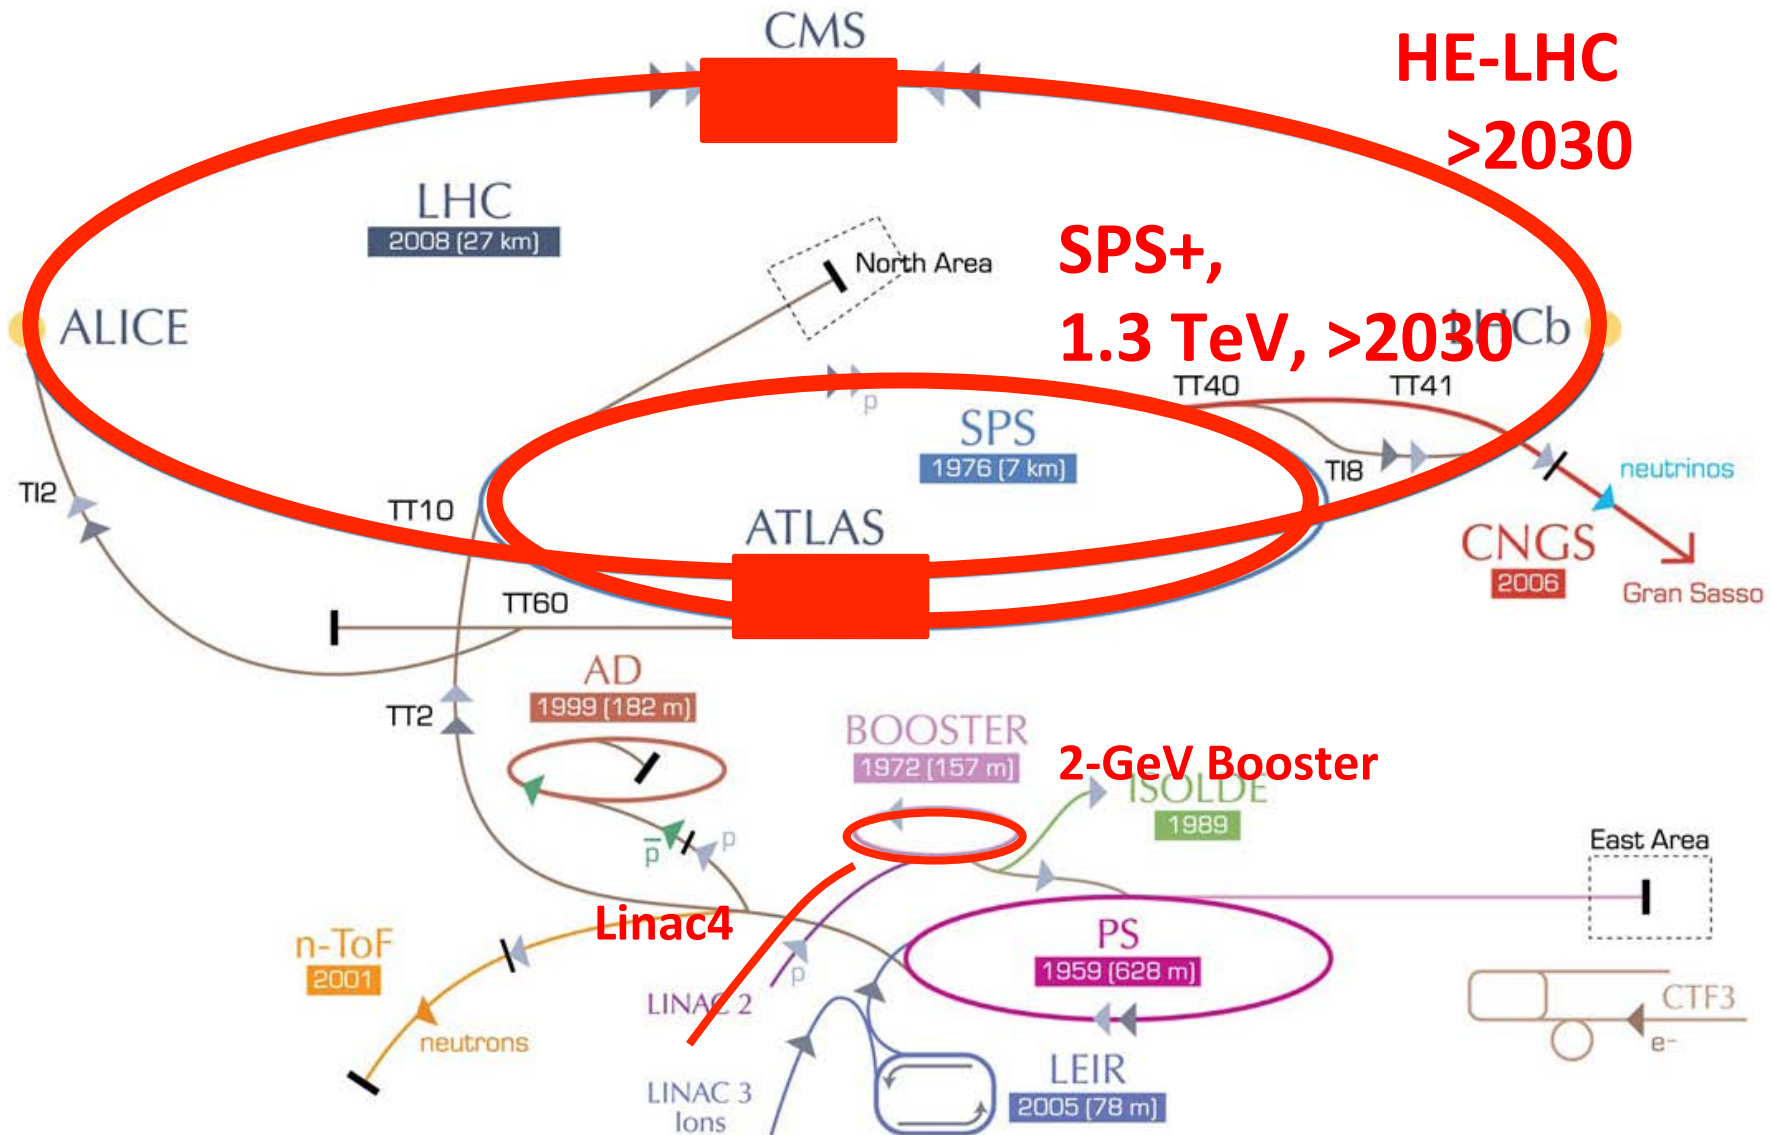 CMS
HE-LHC
>2030
LHC
2008 (27 km)
North Area
SPS+,
1.3 TeV, >2030
ALICE
LHCb
TT40
TT41
p
SPS
1976 (7 km)
TI8
neutrinos
TI2
TT10
ATLAS
CNGS
2006
Gran Sasso
TT60
AD
1999 (182 m)
TT2
BOOSTER
1972 (157 m)
2-GeV Booster
ISOLDE
1989
p̅
p
East Area
Linac4
n-ToF
2001
PS
1959 (628 m)
p
LINAC 2
CTF3
e-
neutrons
LEIR
2005 (78 m)
LINAC 3
Ions